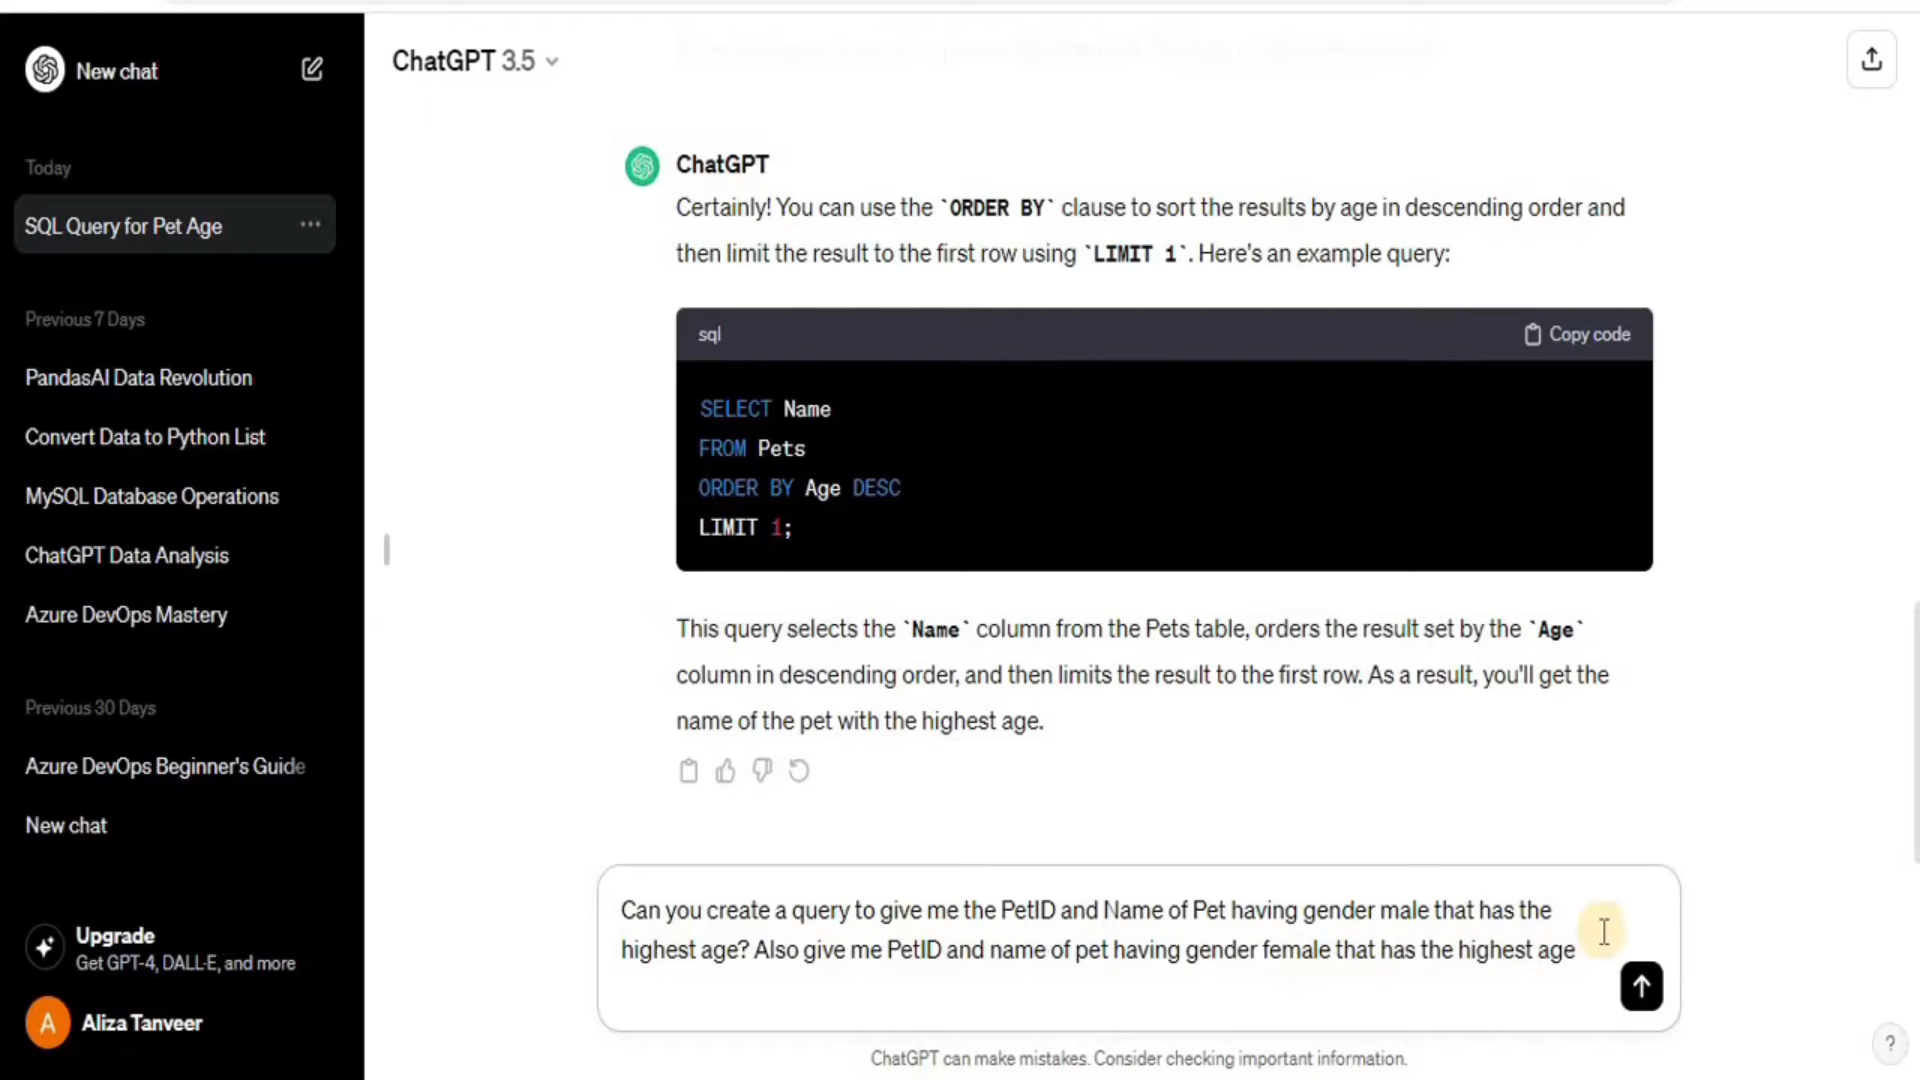 New chat
Today
SQL Query for Pet Age
Previous 7 Days
PandasAI Data Revolution
Convert Data to Python List
MySQL Database Operations
ChatGPT Data Analysis
Azure DevOps Mastery
Previous 30 Days
Azure DevOps Beginner's Guide
New chat
Upgrade
Get GPT-4, DALL·E, and more
A
Aliza Tanveer
ChatGPT 3.5
ChatGPT
Certainly! You can use the `ORDER BY` clause to sort the results by age in descending order and
then limit the result to the first row using `LIMIT 1`. Here's an example query:
sql
Copy code
SELECT Name
FROM Pets
ORDER BY Age DESC
LIMIT 1;
This query selects the `Name` column from the Pets table, orders the result set by the `Age`
column in descending order, and then limits the result to the first row. As a result, you'll get the
name of the pet with the highest age.
Can you create a query to give me the PetID and Name of Pet having gender male that has the
highest age? Also give me PetID and name of pet having gender female that has the highest age
ChatGPT can make mistakes. Consider checking important information.
?